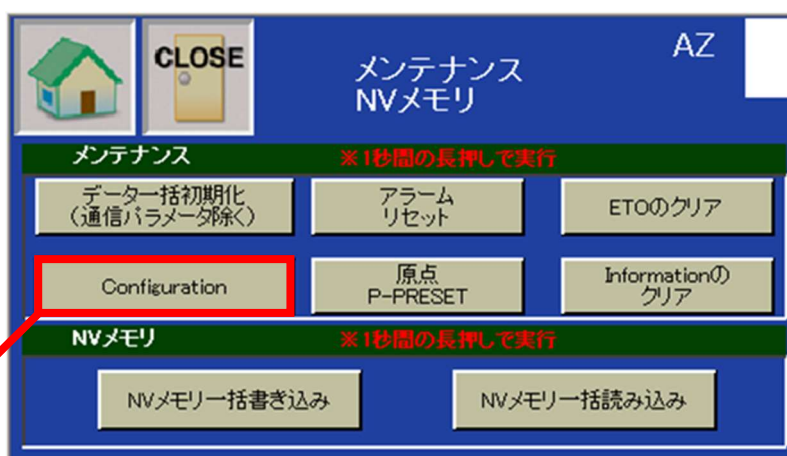 CLOSE
メンテナンス
NVメモリ
AZ
メンテナンス ※1秒間の長押しで実行
データ一括初期化
(通信パラメータ除く)
アラーム
リセット
ETOのクリア
Configuration
原点
P-PRESET
Informationの
クリア
NVメモリ ※1秒間の長押しで実行
NVメモリ一括書き込み
NVメモリ一括読み込み